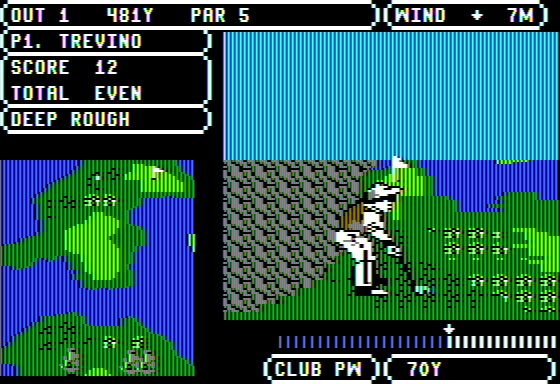 OUT 1 481Y PAR 5
WIND 7M
P1. TREVINO
SCORE 12
TOTAL EVEN
DEEP ROUGH
CLUB PW 70Y